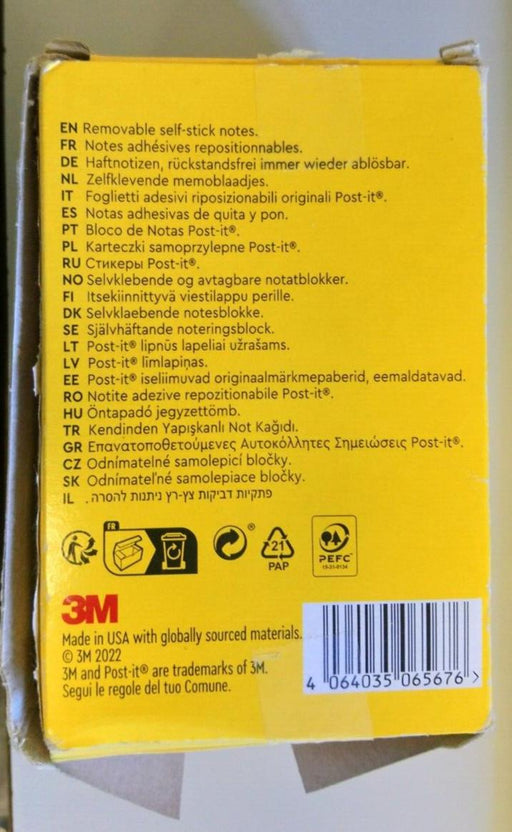 EN Removable self-stick notes.
FR Notes adhésives repositionnables.
DE Haftnotizen, rückstandsfrei immer wieder ablösbar.
NL Zelfklevende memoblaadjes.
IT Foglietti adesivi riposizionabili originali Post-it®.
ES Notas adhesivas de quita y pon.
PT Bloco de Notas Post-it®.
PL Karteczki samoprzylepne Post-it®.
RU Стикеры Post-it®.
NO Selvklebende og avtagbare notatblokker.
FI Itsekiinnittyvä viestilappu perille.
DK Selvklaebende notesblokke.
SE Självhäftande noteringsblock.
LT Post-it® lipnūs lapeliai užrašams.
LV Post-it® līmlapiņas.
EE Post-it® iseliimuvad originaalmärkmepaberid, eemaldatavad.
RO Notite adezive repozitionabile Post-it®.
HU Öntapadó jegyzettömb.
TR Kendinden Yapışkanlı Not Kağıdı.
GR Επανατοποθετούμενες Αυτοκόλλητες Σημειώσεις Post-it®.
CZ Odnímatelné samolepicí bločky.
SK Odnímateľné samolepiace bločky.
IL פתקיות דביקות צץ-רץ ניתנות להסרה.
FR
®
21
PAP
PEFC™
3M
Made in USA with globally sourced materials.
© 3M 2022
3M and Post-it® are trademarks of 3M.
Segui le regole del tuo Comune.
4 064035 065676 >